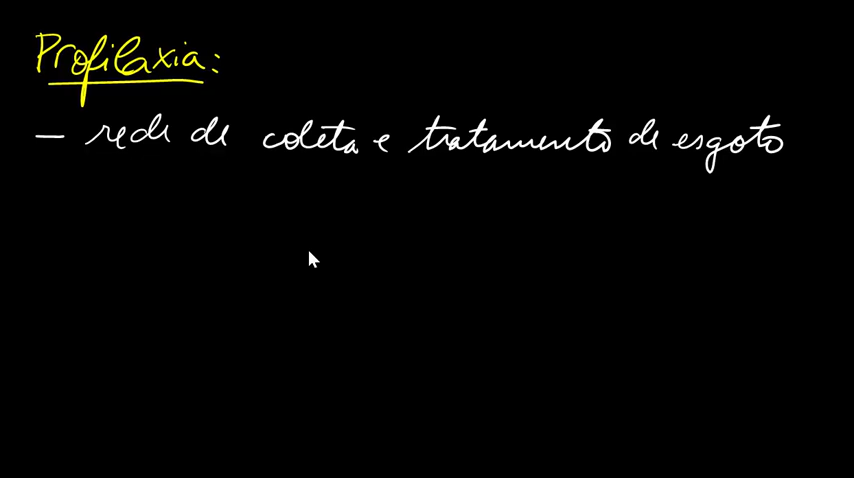 Profilaxia:
— rede de coleta e tratamento de esgoto